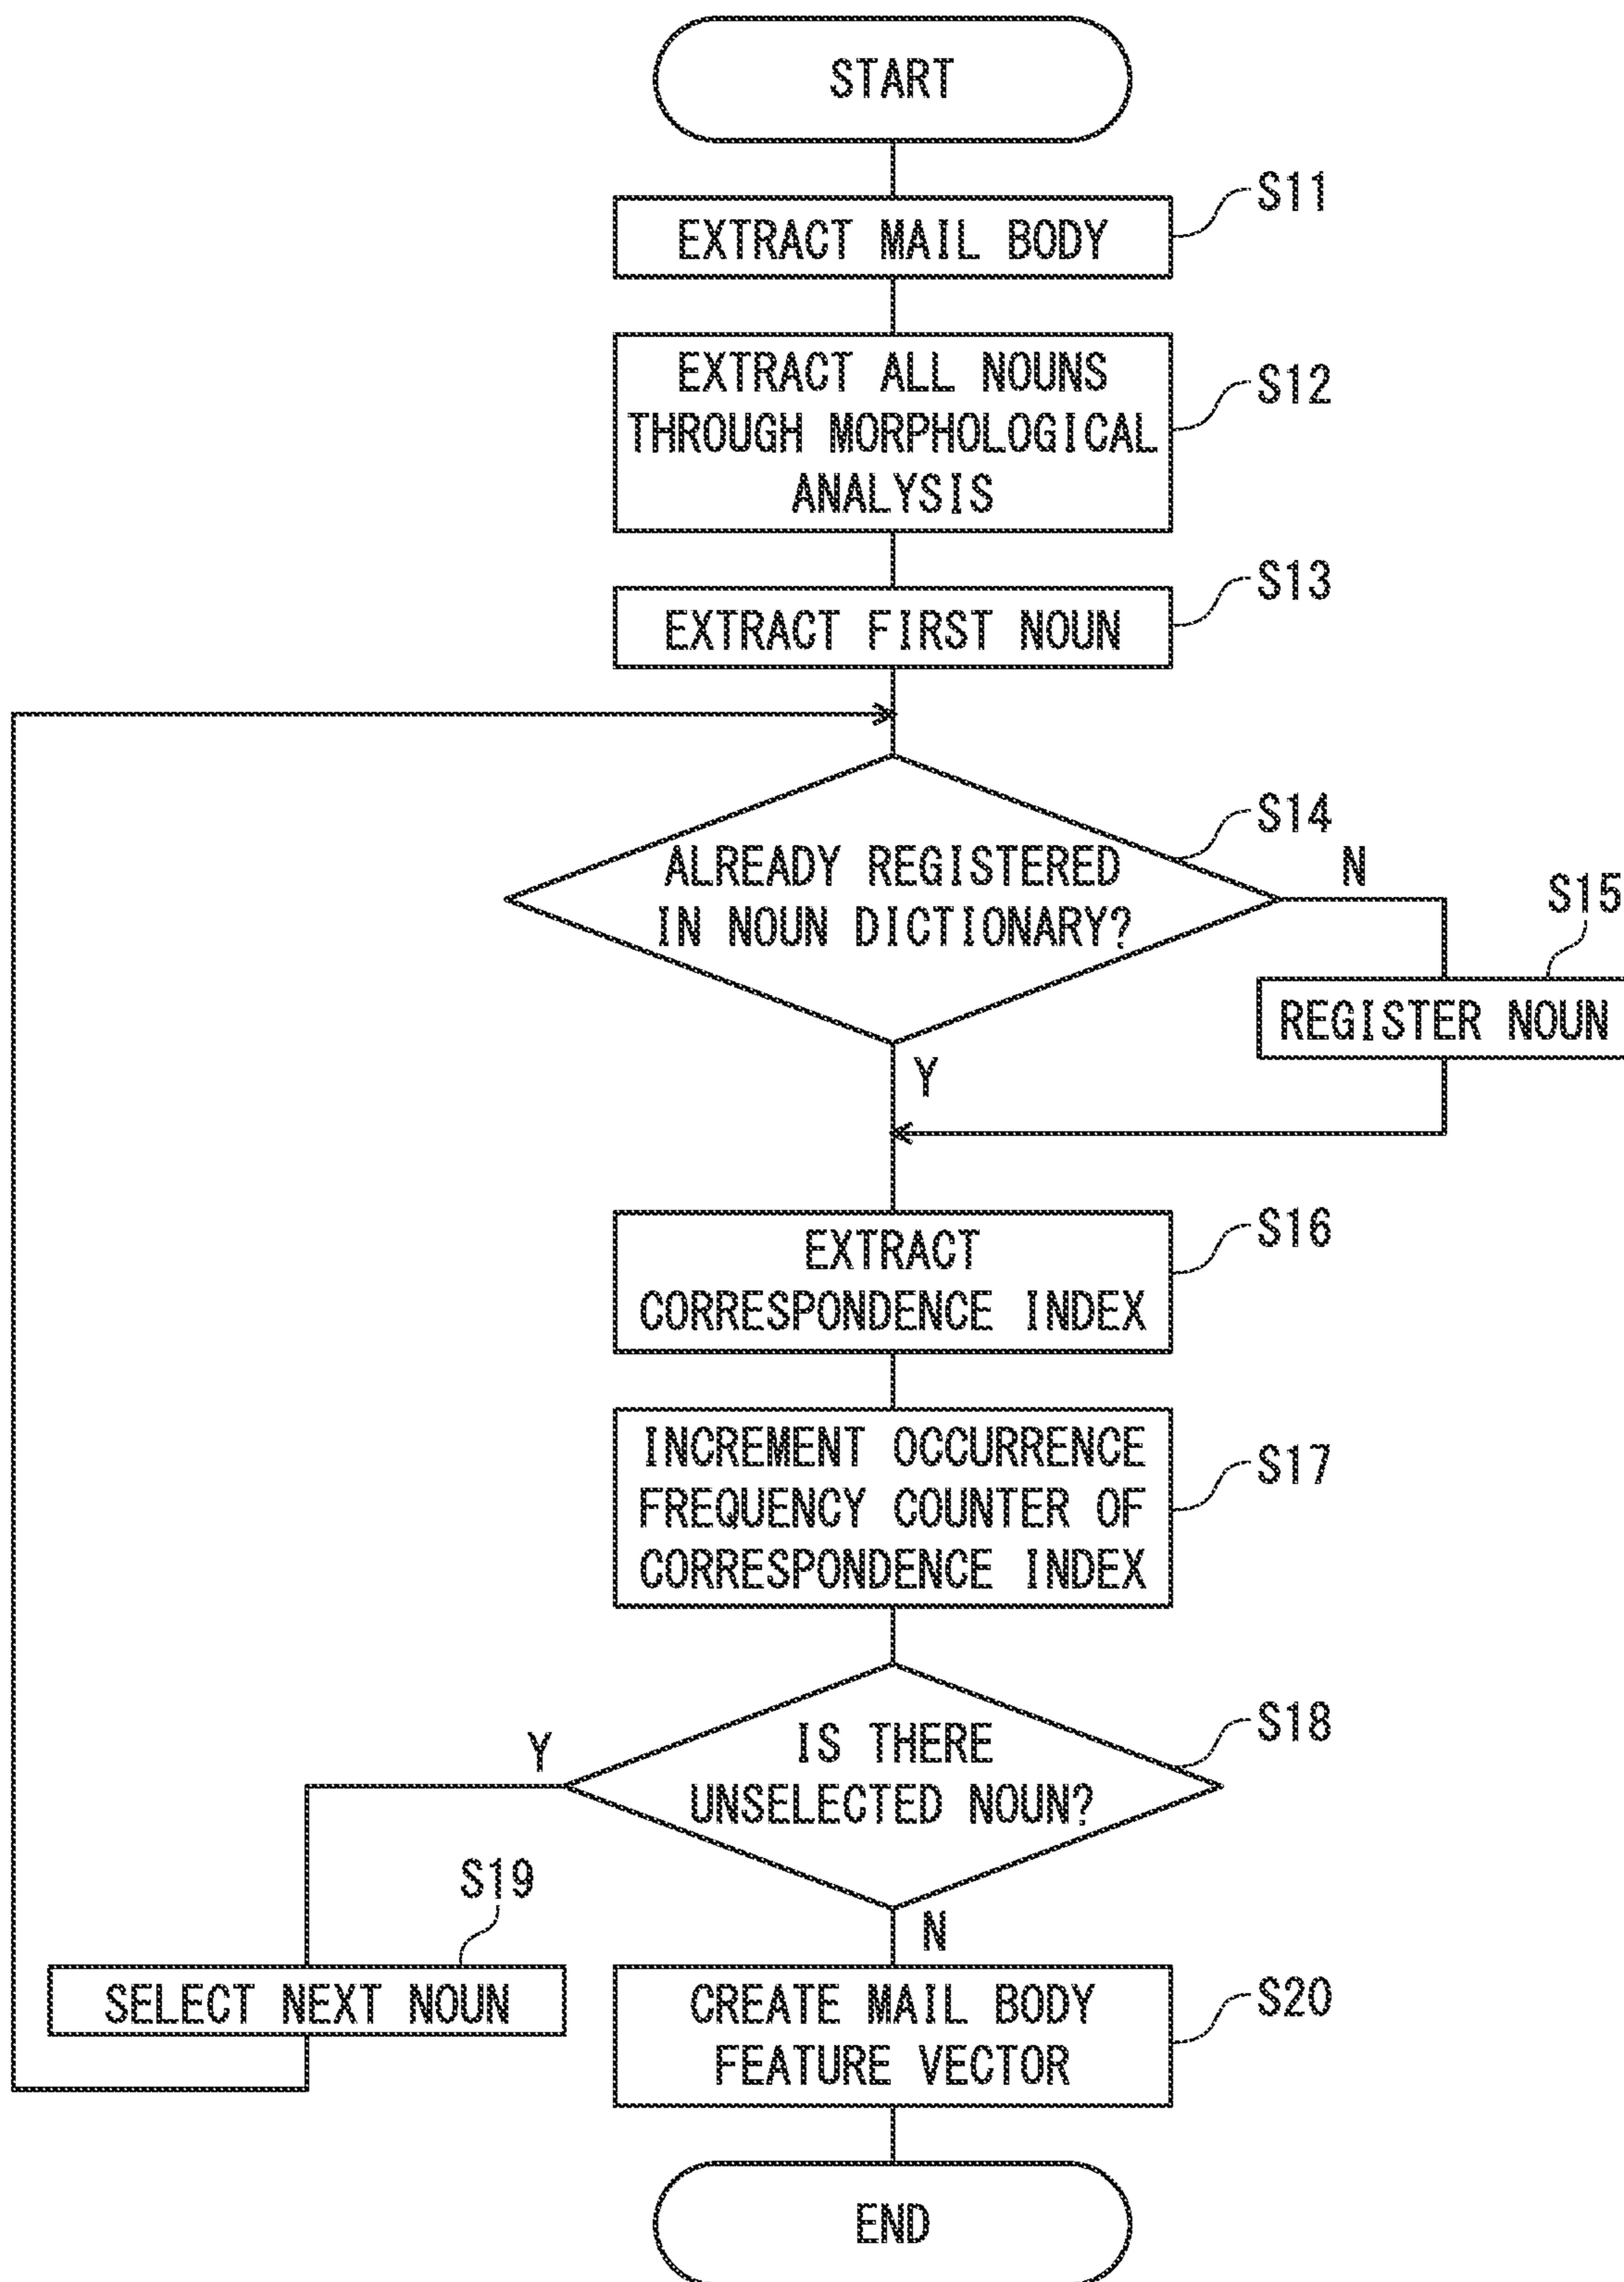 START
S11
EXTRACT MAIL BODY
EXTRACT ALL NOUNS
THROUGH MORPHOLOGICAL
ANALYSIS
S12
S13
EXTRACT FIRST NOUN
S14
ALREADY REGISTERED
IN NOUN DICTIONARY?
N
S15
REGISTER NOUN
Y
S16
EXTRACT
CORRESPONDENCE INDEX
INCREMENT OCCURRENCE
FREQUENCY COUNTER OF
CORRESPONDENCE INDEX
S17
S18
IS THERE
UNSELECTED NOUN?
Y
S19
SELECT NEXT NOUN
N
CREATE MAIL BODY
FEATURE VECTOR
S20
END